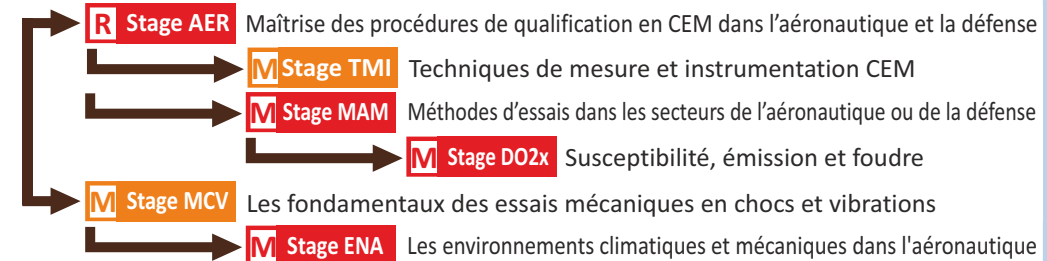 R Stage AER Maîtrise des procédures de qualification en CEM dans l’aéronautique et la défense
M Stage TMI Techniques de mesure et instrumentation CEM
M Stage MAM Méthodes d’essais dans les secteurs de l’aéronautique ou de la défense
M Stage DO2x Susceptibilité, émission et foudre
M Stage MCV Les fondamentaux des essais mécaniques en chocs et vibrations
M Stage ENA Les environnements climatiques et mécaniques dans l'aéronautique